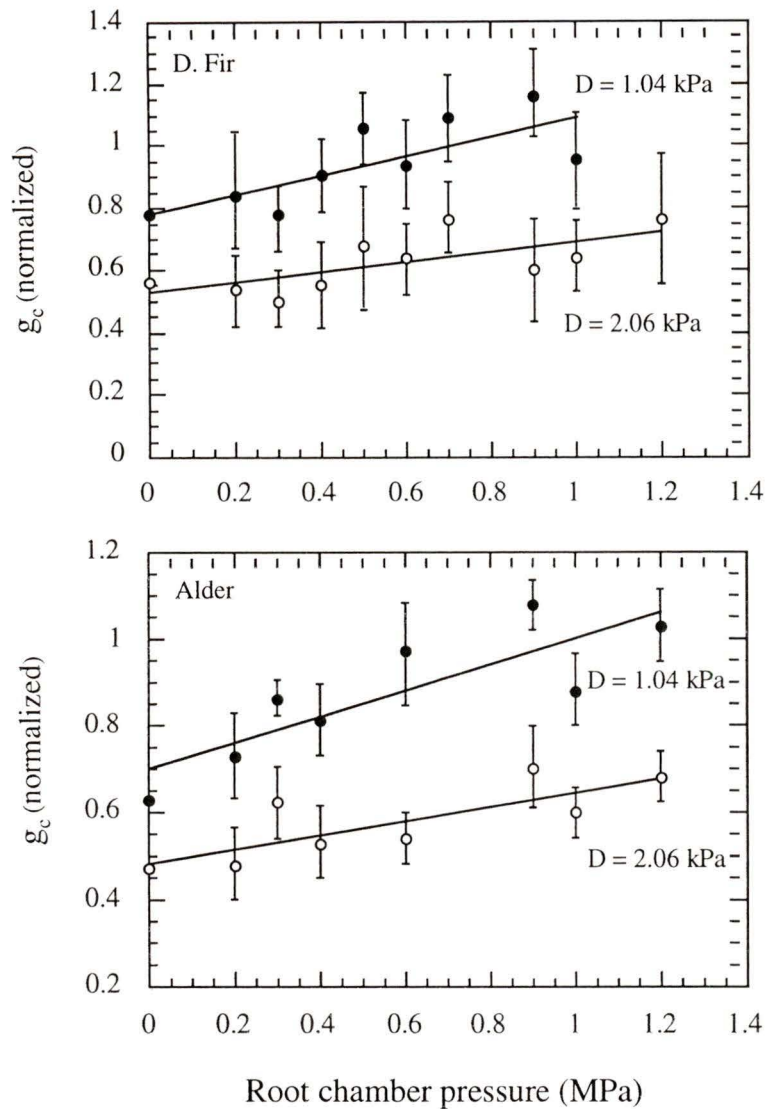 1.4
D. Fir
1.2
D = 1.04 kPa
1
0.8
g_c (normalized)
0.6
D = 2.06 kPa
0.4
0.2
0
0 0.2 0.4 0.6 0.8 1 1.2 1.4
1.2
Alder
1
D = 1.04 kPa
0.8
g_c (normalized)
0.6
D = 2.06 kPa
0.4
0.2
0 0.2 0.4 0.6 0.8 1 1.2 1.4
Root chamber pressure (MPa)